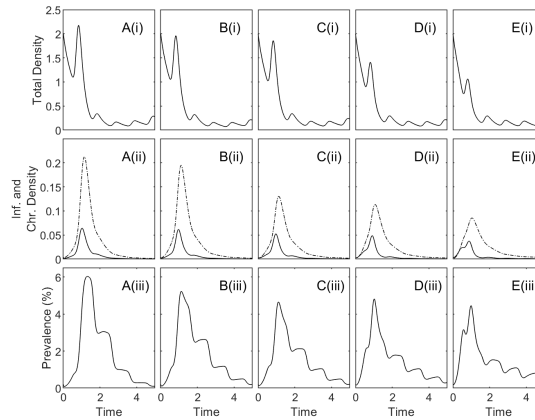 Total Density
2.5
2
1.5
1
0.5
0
A(i)
B(i)
C(i)
D(i)
E(i)
Inf. and
Chr. Density
0.2
0.15
0.1
0.05
0
A(ii)
B(ii)
C(ii)
D(ii)
E(ii)
Prevalence (%)
6
4
2
0
A(iii)
B(iii)
C(iii)
D(iii)
E(iii
0 2 4 0 2 4 0 2 4 0 2 4 0 2 4
Time Time Time Time Time